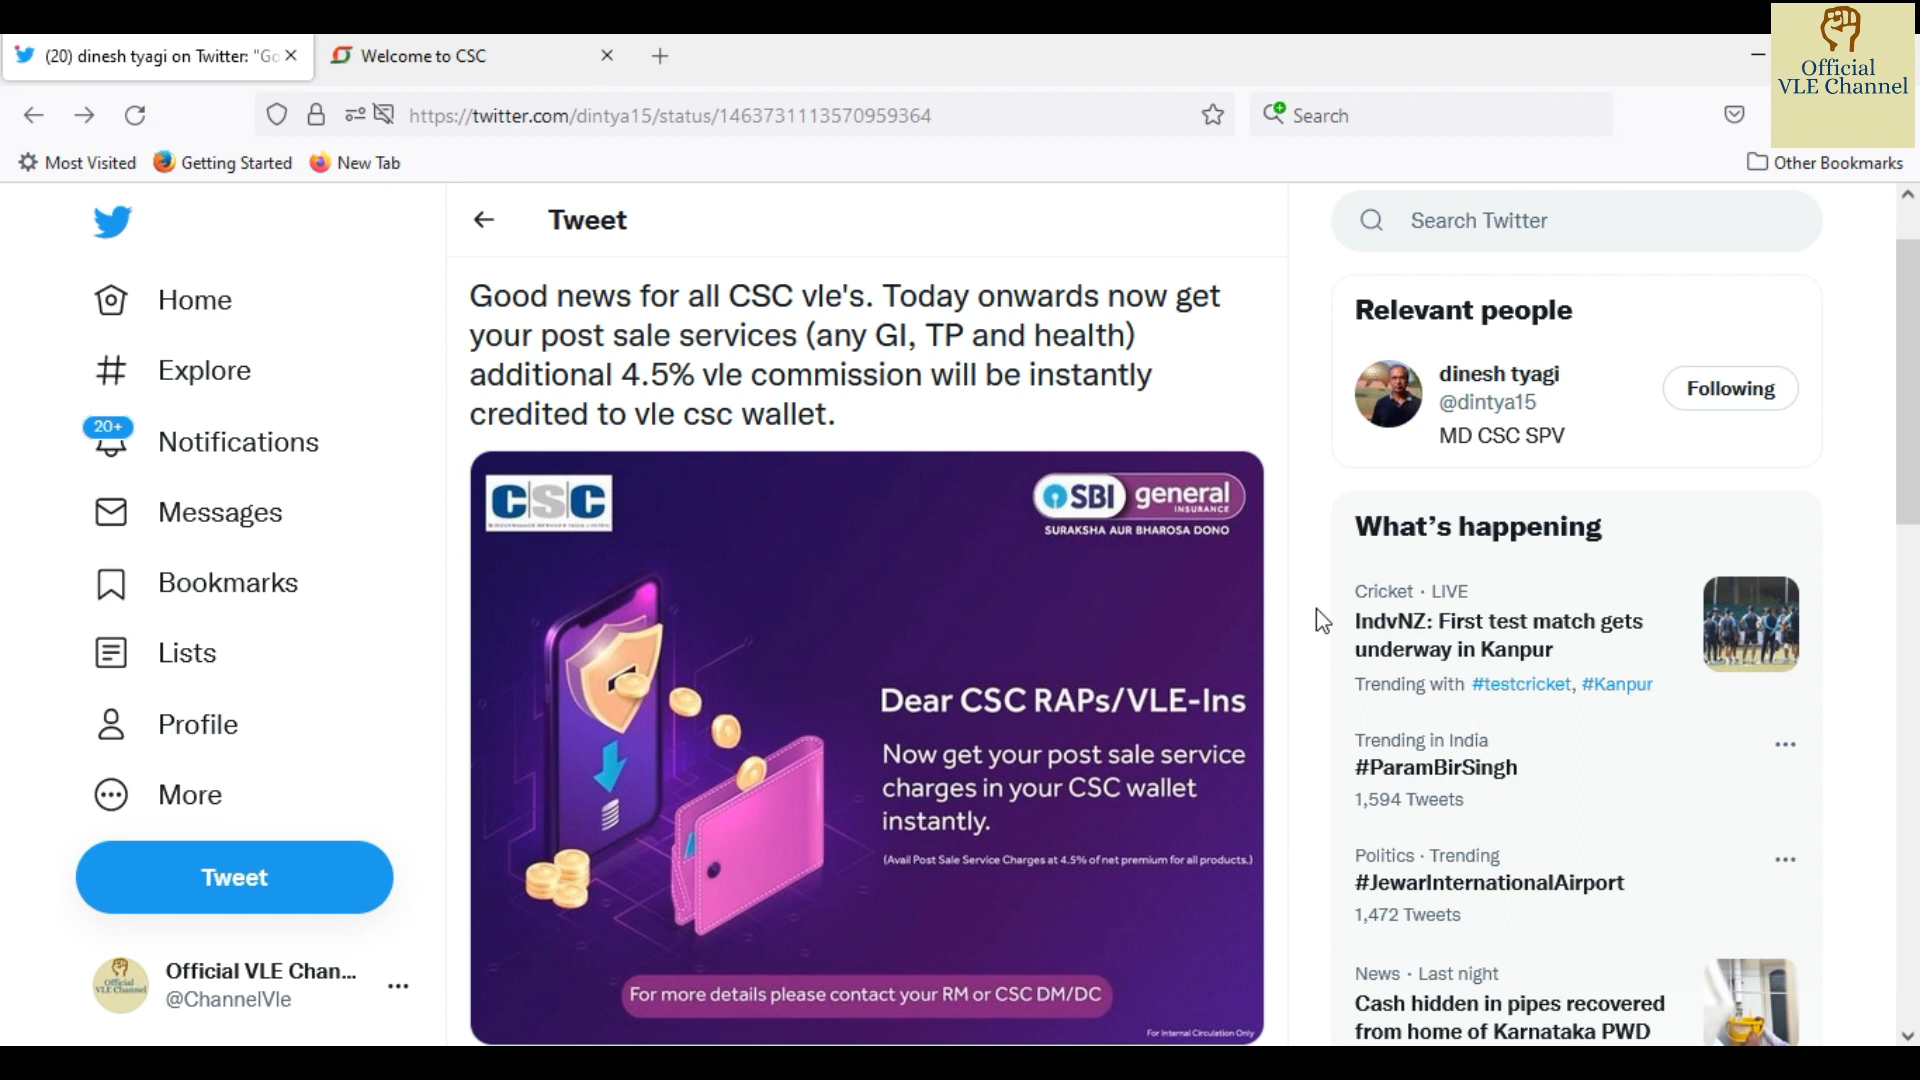 Official
VLE Channel
(20) dinesh tyagi on Twitter: "Go
Welcome to CSC
https://twitter.com/dintya15/status/1463731113570959364
Search
Most Visited
Getting Started
New Tab
Other Bookmarks
Home
Explore
20+
Notifications
Messages
Bookmarks
Lists
Profile
More
Tweet
Official VLE Chan...
@ChannelVle
Tweet
Good news for all CSC vle's. Today onwards now get
your post sale services (any GI, TP and health)
additional 4.5% vle commission will be instantly
credited to vle csc wallet.
CSC
SBI general
INSURANCE
SURAKSHA AUR BHAROSA DONO
Dear CSC RAPs/VLE-Ins
Now get your post sale service
charges in your CSC wallet
instantly.
(Avail Post Sale Service Charges at 4.5% of net premium for all products.)
For more details please contact your RM or CSC DM/DC
For Internal Circulation Only
Search Twitter
Relevant people
dinesh tyagi
@dintya15
MD CSC SPV
Following
What's happening
Cricket · LIVE
IndvNZ: First test match gets
underway in Kanpur
Trending with #testcricket, #Kanpur
Trending in India
#ParamBirSingh
1,594 Tweets
Politics · Trending
#JewarInternationalAirport
1,472 Tweets
News · Last night
Cash hidden in pipes recovered
from home of Karnataka PWD